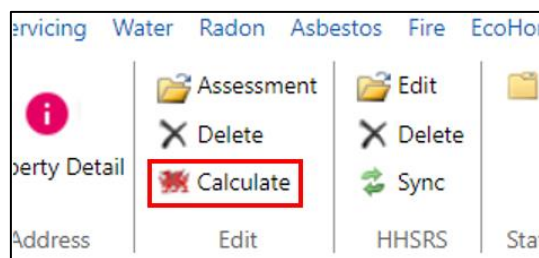 ervicing Water Radon Asbestos Fire EcoHo
Assessment Edit
Delete Delete
perty Detail Calculate Sync
Address Edit HHSRS Sta